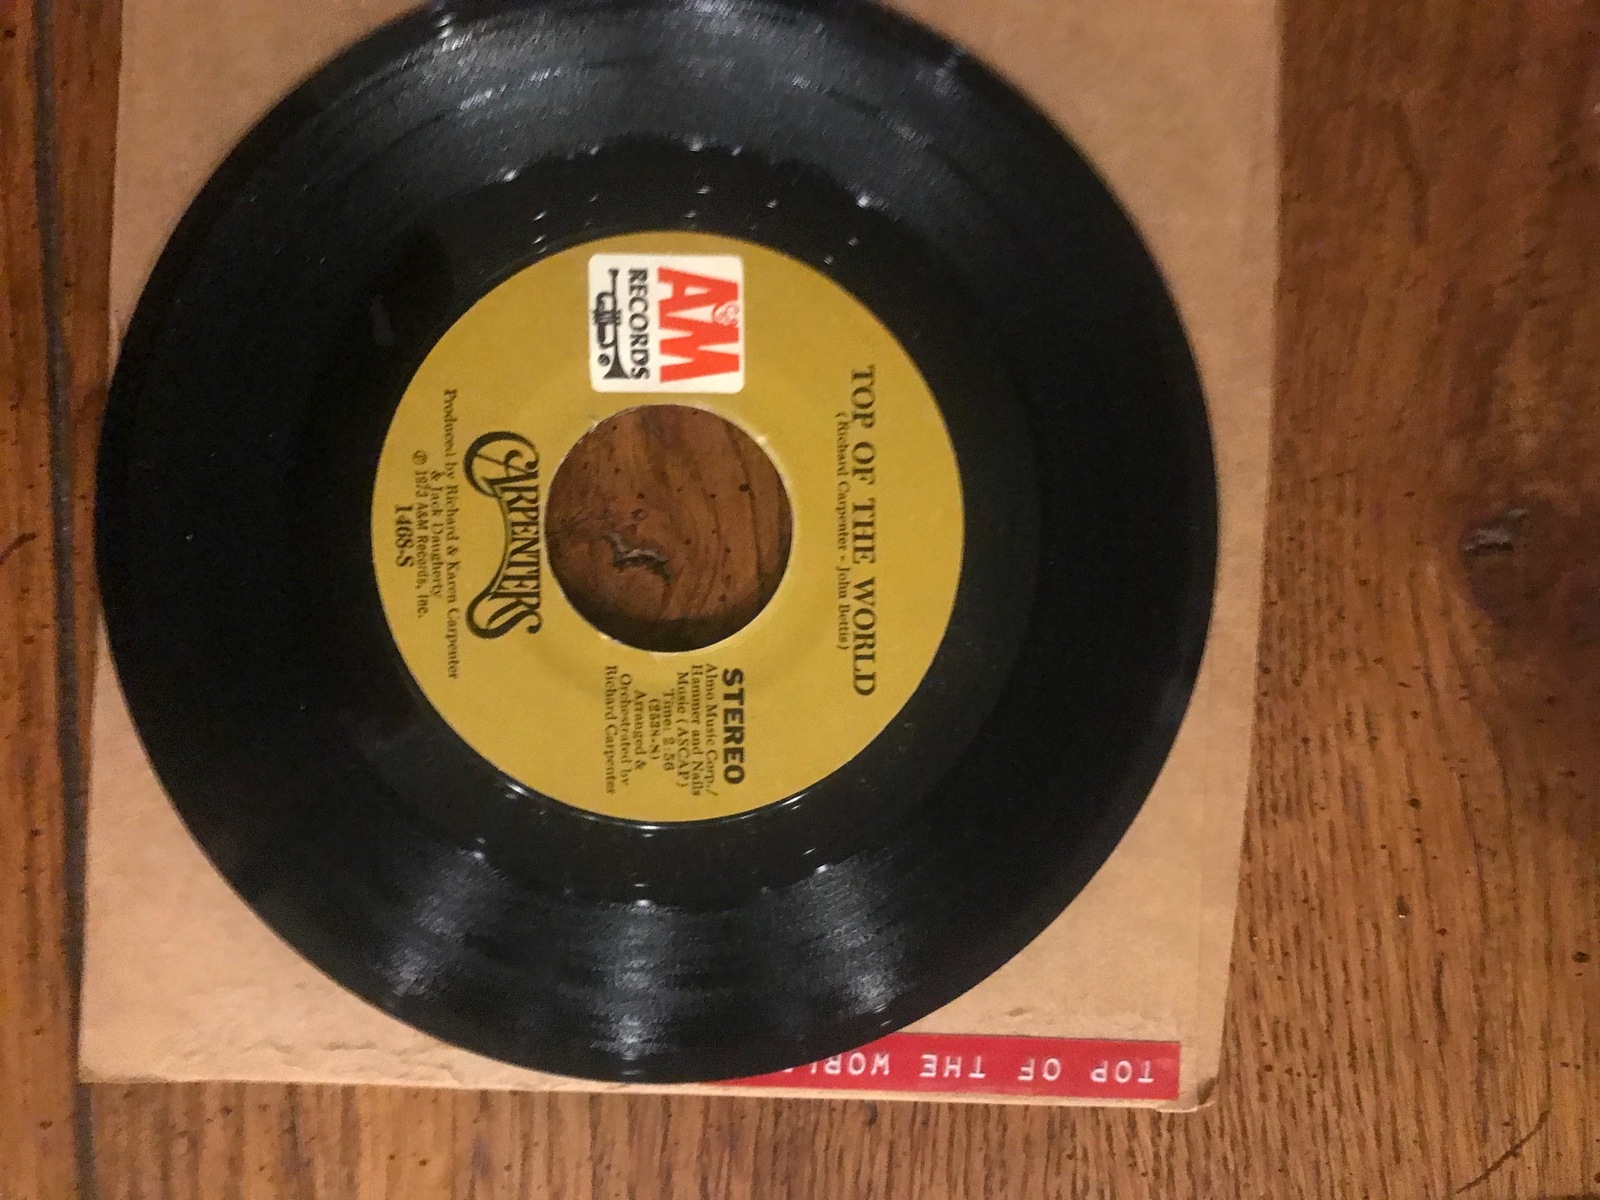 TOP OF THE WORLD
(Richard Carpenter - John Bettis)
A&M
RECORDS
STEREO
Almo Music Corp./
Hammer and Nails
Music (ASCAP)
Time: 2:56
(2538-S)
Arranged &
Orchestrated by
Richard Carpenter
CARPENTERS
Produced by Richard & Karen Carpenter
& Jack Daugherty
℗ 1973 A&M Records, Inc.
1468-S
TOP OF THE WORL